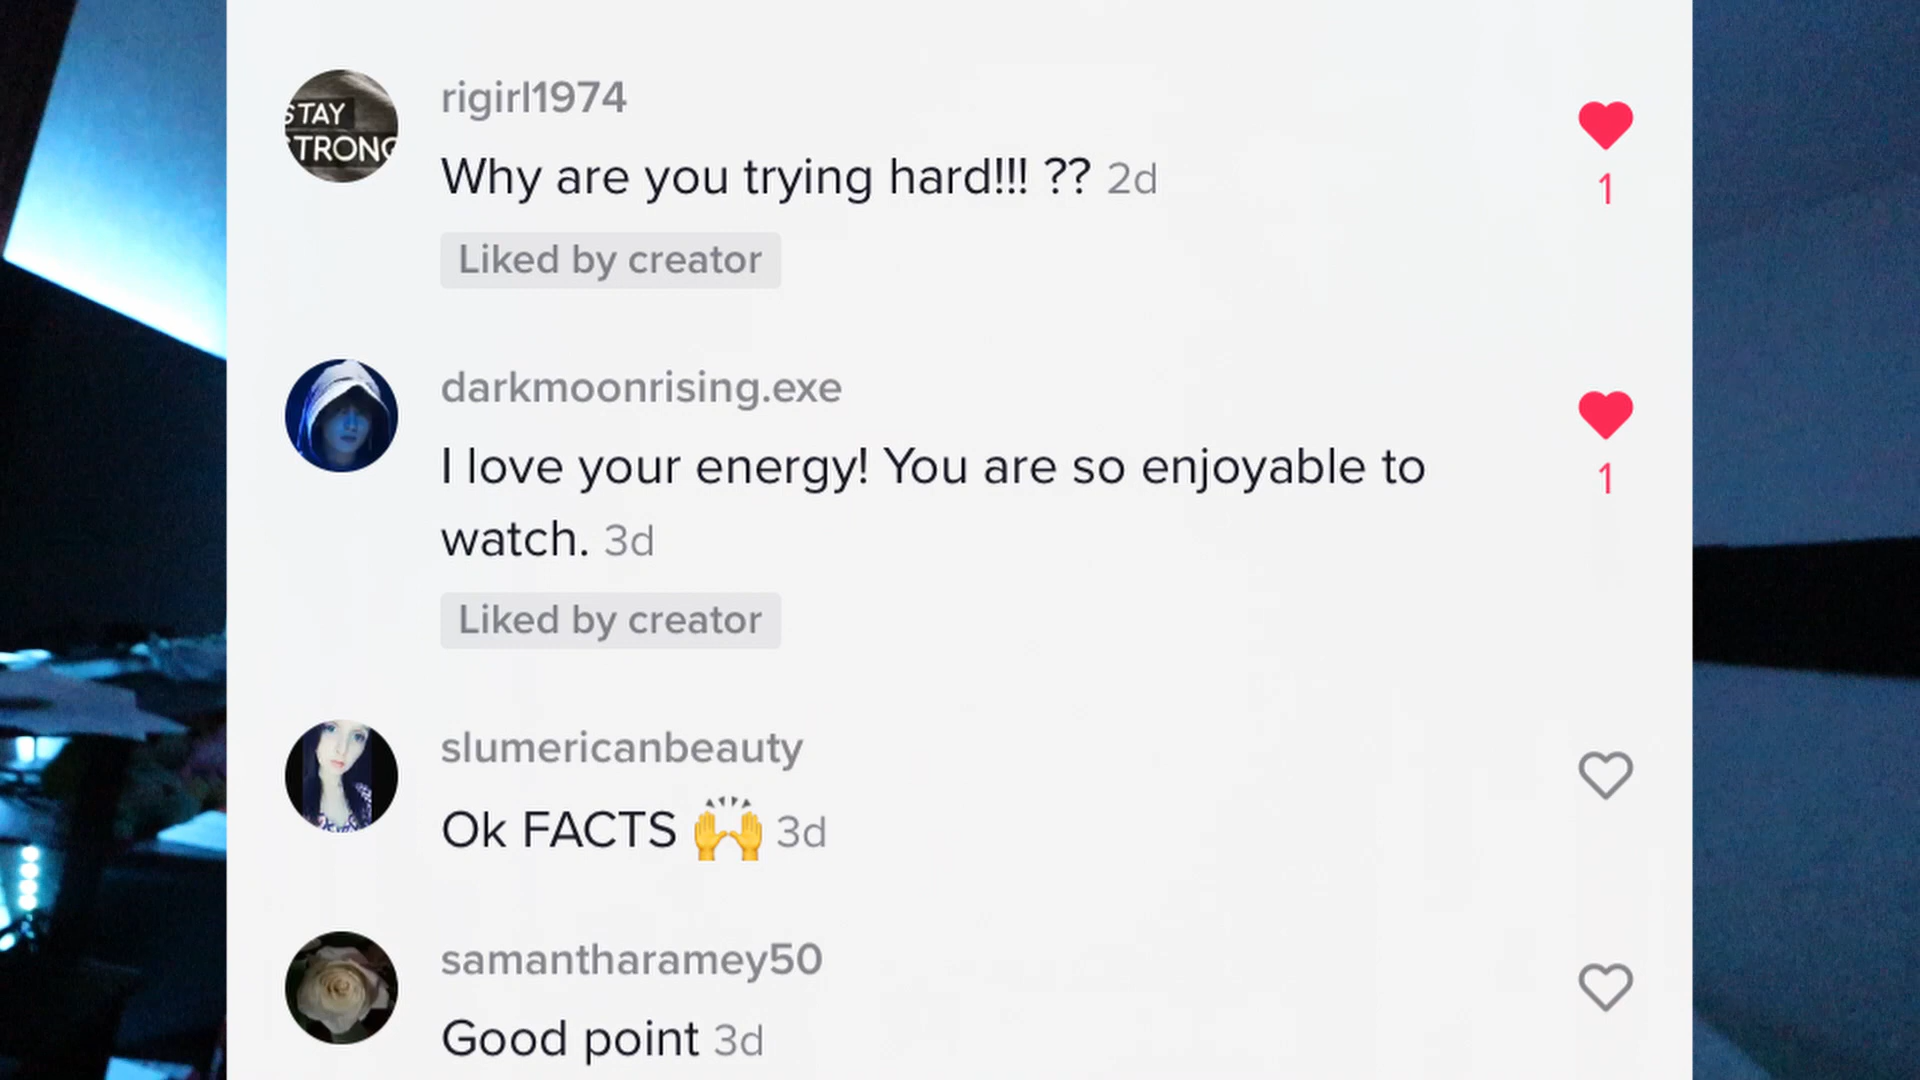 STAY
STRONG
rigirl1974
Why are you trying hard!!! ?? 2d
1
Liked by creator
darkmoonrising.exe
I love your energy! You are so enjoyable to
watch. 3d
1
Liked by creator
slumericanbeauty
Ok FACTS 🙌 3d
samantharamey50
Good point 3d